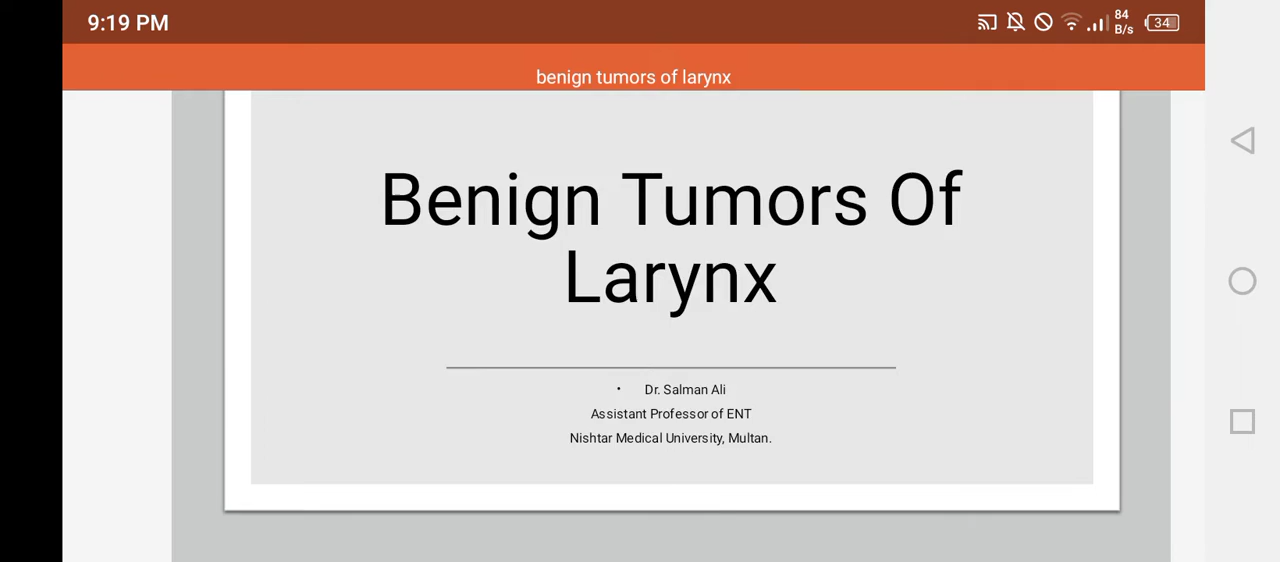 9:19 PM
84
B/s
34
benign tumors of larynx
Benign Tumors Of
Larynx
• Dr. Salman Ali
Assistant Professor of ENT
Nishtar Medical University, Multan.